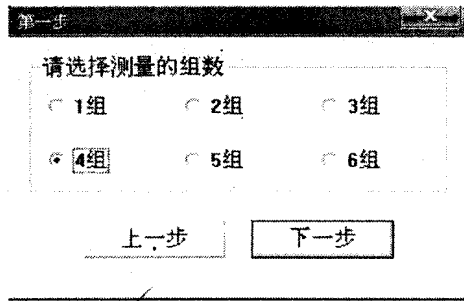 第一步
请选择测量的组数
1组 2组 3组
4组 5组 6组
上一步 下一步